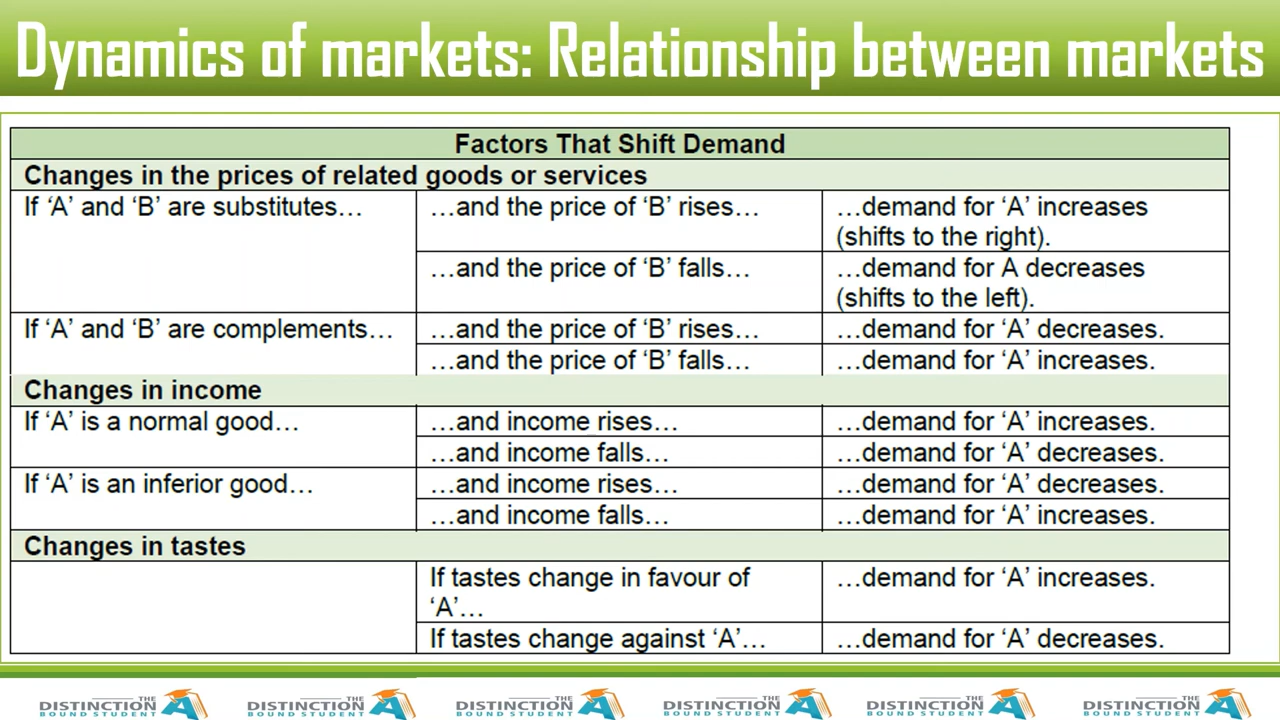 Dynamics of markets: Relationship between markets
Factors That Shift Demand
Changes in the prices of related goods or services
If ‘A’ and ‘B’ are substitutes…
…and the price of ‘B’ rises…
…demand for ‘A’ increases
(shifts to the right).
…and the price of ‘B’ falls…
…demand for A decreases
(shifts to the left).
If ‘A’ and ‘B’ are complements…
…and the price of ‘B’ rises…
…demand for ‘A’ decreases.
…and the price of ‘B’ falls…
…demand for ‘A’ increases.
Changes in income
If ‘A’ is a normal good…
…and income rises…
…demand for ‘A’ increases.
…and income falls…
…demand for ‘A’ decreases.
If ‘A’ is an inferior good…
…and income rises…
…demand for ‘A’ decreases.
…and income falls…
…demand for ‘A’ increases.
Changes in tastes
If tastes change in favour of
‘A’…
…demand for ‘A’ increases.
If tastes change against ‘A’…
…demand for ‘A’ decreases.
THE
DISTINCTION
BOUND STUDENT
A
THE
DISTINCTION
BOUND STUDENT
A
THE
DISTINCTION
BOUND STUDENT
A
THE
DISTINCTION
BOUND STUDENT
A
THE
DISTINCTION
BOUND STUDENT
A
THE
DISTINCTION
BOUND STUDENT
A